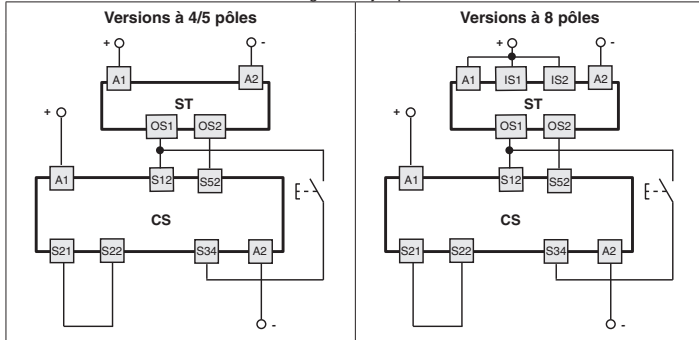 Versions à 4/5 pôles
+ -
A1 A2
ST
+
OS1 OS2
A1 S12 S52
CS
S21 S22 S34 A2
-
Versions à 8 pôles
+ -
A1 IS1 IS2 A2
ST
+
OS1 OS2
A1 S12 S52
CS
S21 S22 S34 A2
-